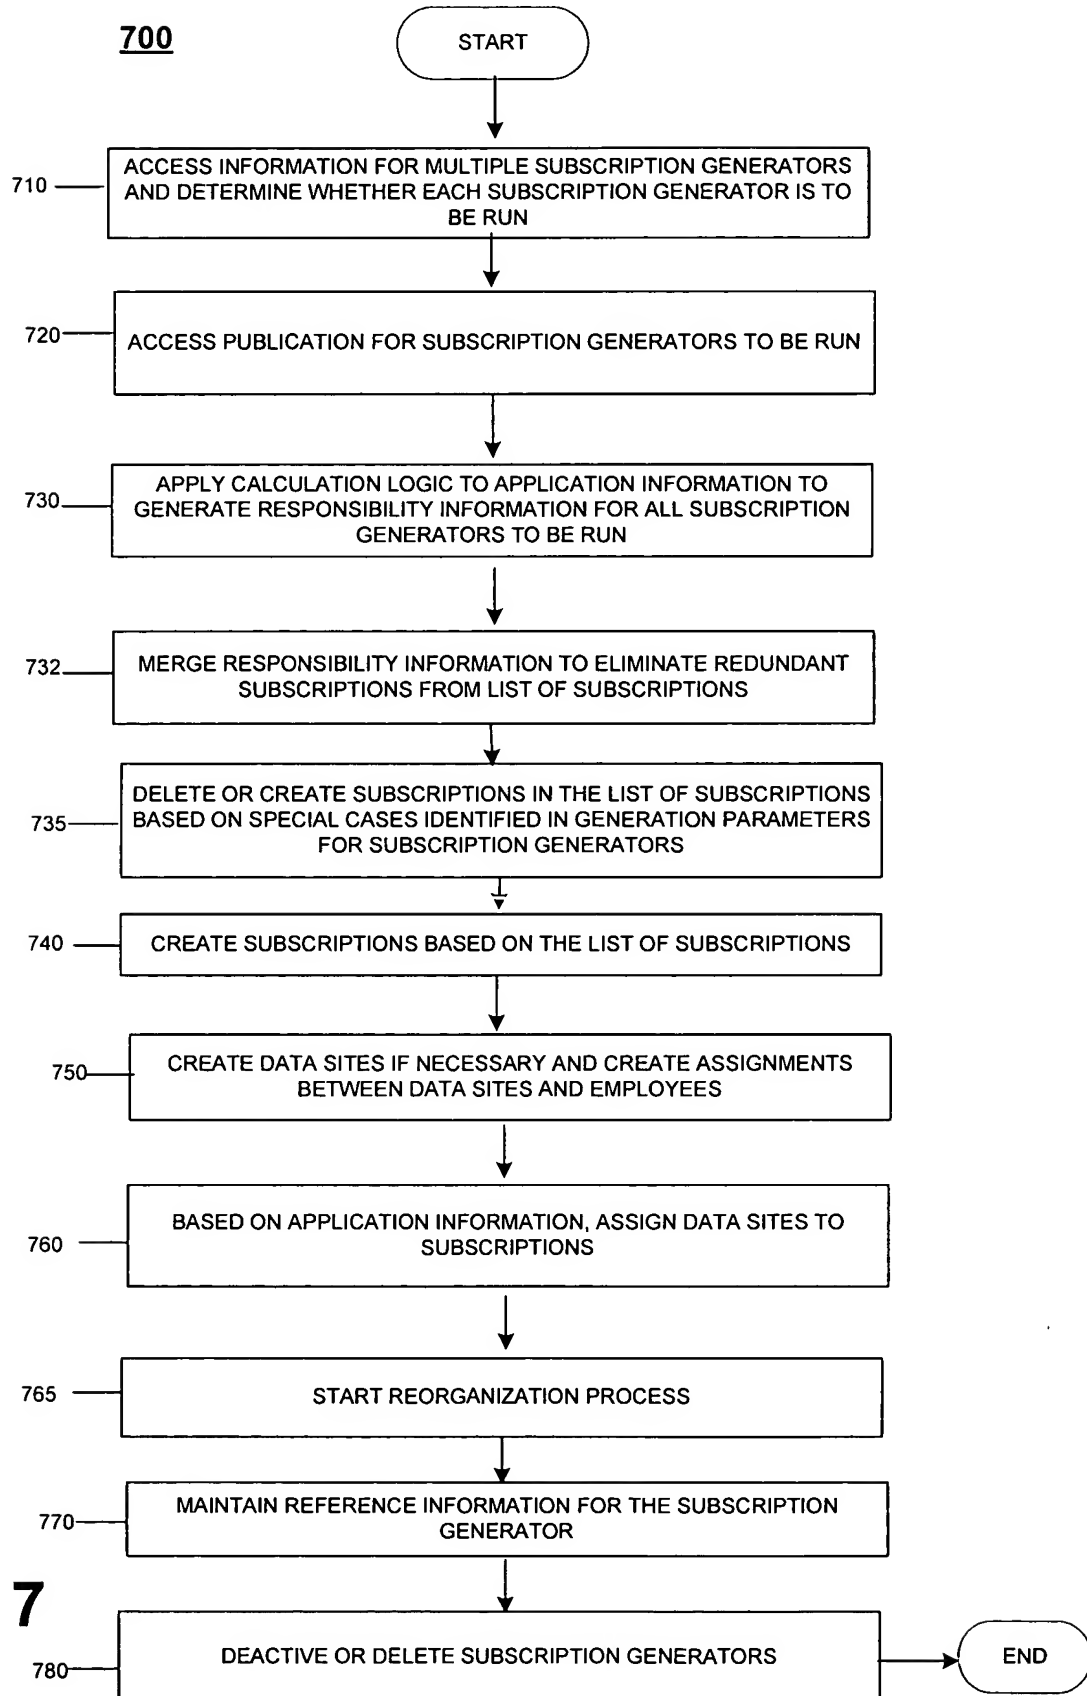 700
START
710
ACCESS INFORMATION FOR MULTIPLE SUBSCRIPTION GENERATORS
AND DETERMINE WHETHER EACH SUBSCRIPTION GENERATOR IS TO
BE RUN
720
ACCESS PUBLICATION FOR SUBSCRIPTION GENERATORS TO BE RUN
730
APPLY CALCULATION LOGIC TO APPLICATION INFORMATION TO
GENERATE RESPONSIBILITY INFORMATION FOR ALL SUBSCRIPTION
GENERATORS TO BE RUN
732
MERGE RESPONSIBILITY INFORMATION TO ELIMINATE REDUNDANT
SUBSCRIPTIONS FROM LIST OF SUBSCRIPTIONS
735
DELETE OR CREATE SUBSCRIPTIONS IN THE LIST OF SUBSCRIPTIONS
BASED ON SPECIAL CASES IDENTIFIED IN GENERATION PARAMETERS
FOR SUBSCRIPTION GENERATORS
740
CREATE SUBSCRIPTIONS BASED ON THE LIST OF SUBSCRIPTIONS
750
CREATE DATA SITES IF NECESSARY AND CREATE ASSIGNMENTS
BETWEEN DATA SITES AND EMPLOYEES
760
BASED ON APPLICATION INFORMATION, ASSIGN DATA SITES TO
SUBSCRIPTIONS
765
START REORGANIZATION PROCESS
770
MAINTAIN REFERENCE INFORMATION FOR THE SUBSCRIPTION
GENERATOR
7
780
DEACTIVE OR DELETE SUBSCRIPTION GENERATORS
END